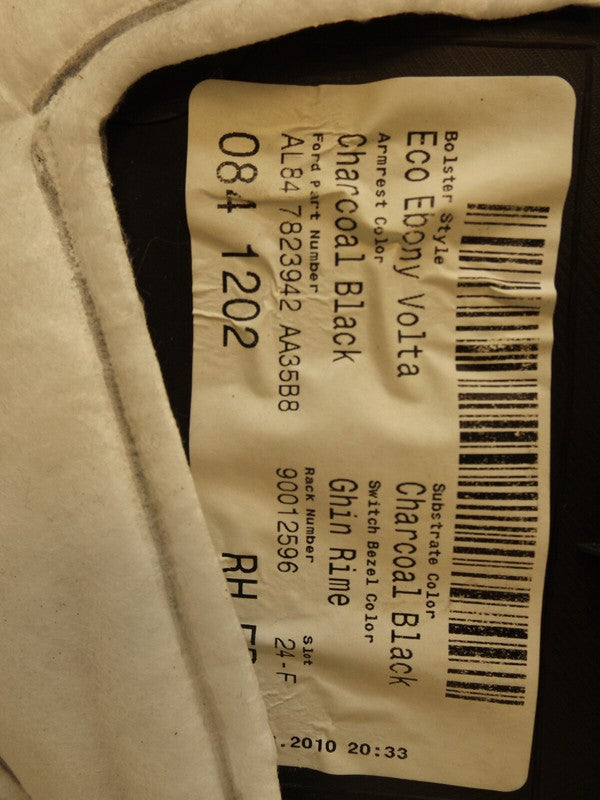 Bolster Style
Eco Ebony Volta
Substrate Color
Charcoal Black
Armrest Color
Charcoal Black
Switch Bezel Color
Ghin Rime
Ford Part Number
AL84 7823942 AA35B8
Rack Number
90012596
Slot
24-F
084 1202
RH
.2010 20:33